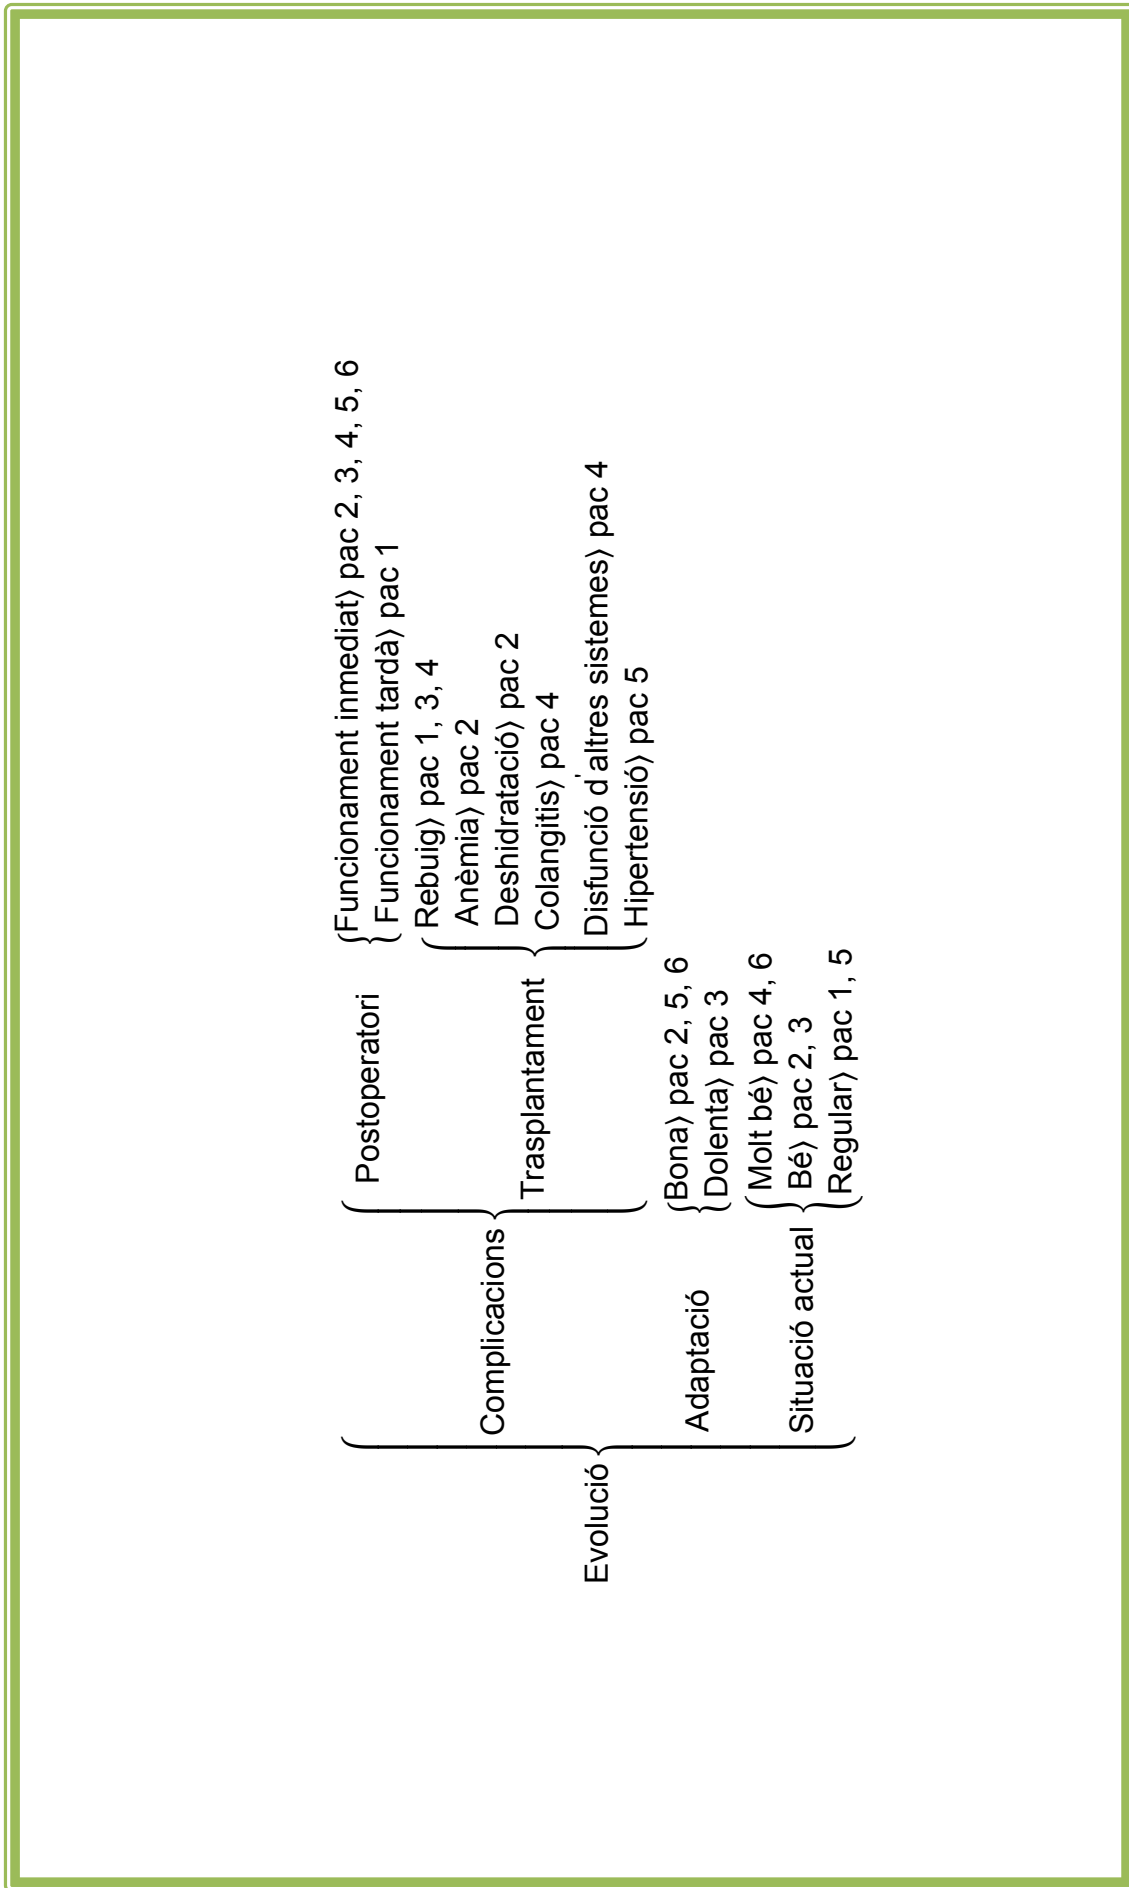 Evolució
Complicacions
Postoperatori
Funcionament inmediat⟩ pac 2, 3, 4, 5, 6
Funcionament tardà⟩ pac 1
Trasplantament
Rebuig⟩ pac 1, 3, 4
Anèmia⟩ pac 2
Deshidratació⟩ pac 2
Colangitis⟩ pac 4
Disfunció d'altres sistemes⟩ pac 4
Hipertensió⟩ pac 5
Adaptació
Bona⟩ pac 2, 5, 6
Dolenta⟩ pac 3
Situació actual
Molt bé⟩ pac 4, 6
Bé⟩ pac 2, 3
Regular⟩ pac 1, 5